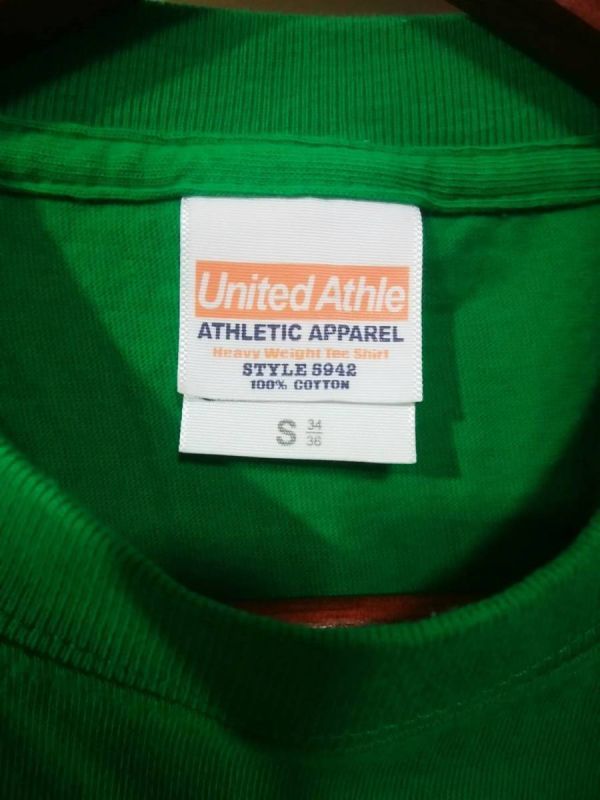 United Athle
ATHLETIC APPAREL
Heavy Weight Tee Shirt
STYLE 5942
100% COTTON
S 34
36